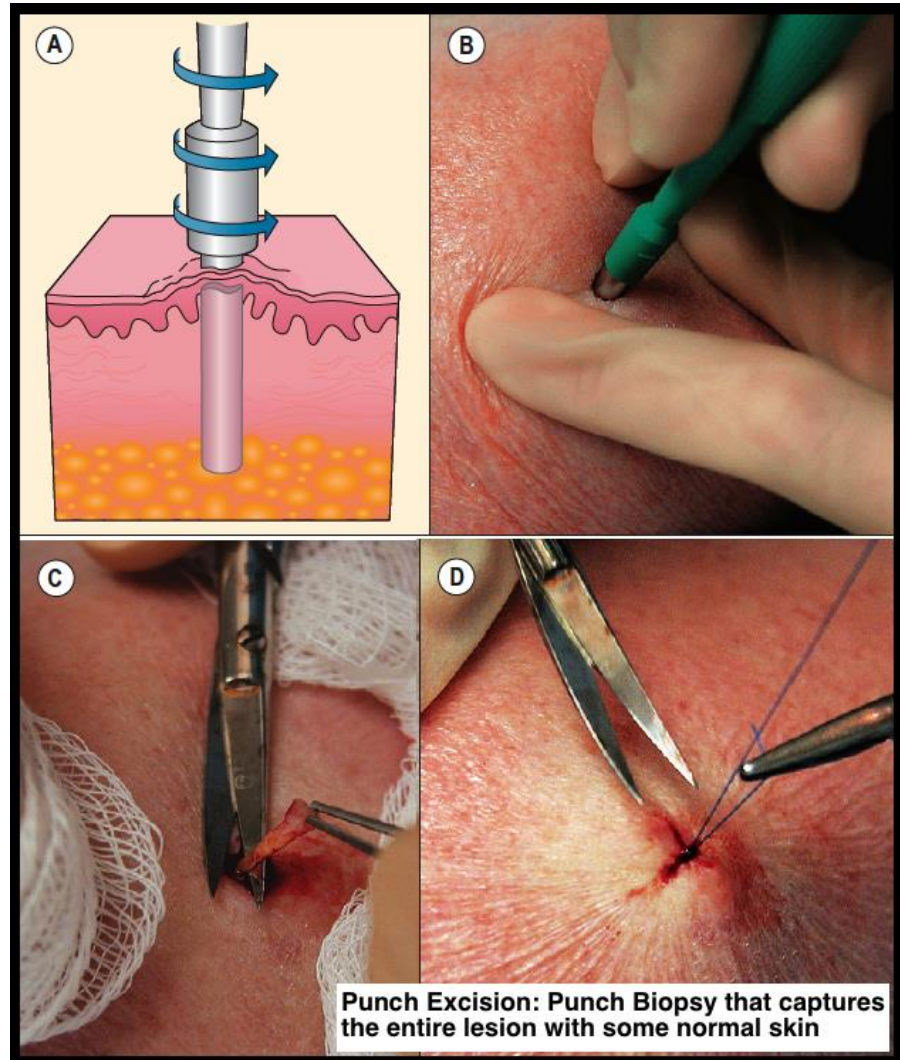 A
B
C
D
Punch Excision: Punch Biopsy that captures
the entire lesion with some normal skin